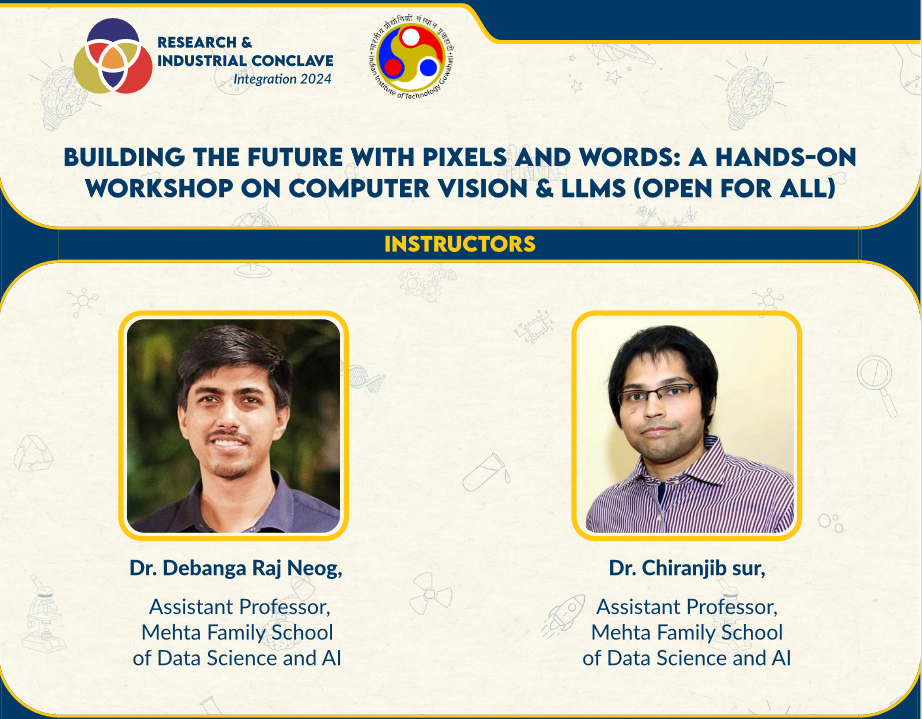 RESEARCH &
INDUSTRIAL CONCLAVE
Integration 2024
भारतीय प्रौद्योगिकी संस्थान गुवाहाटी
Indian Institute of Technology Guwahati
BUILDING THE FUTURE WITH PIXELS AND WORDS: A HANDS-ON
WORKSHOP ON COMPUTER VISION & LLMS (OPEN FOR ALL)
INSTRUCTORS
Dr. Debanga Raj Neog,
Assistant Professor,
Mehta Family School
of Data Science and AI
Dr. Chiranjib sur,
Assistant Professor,
Mehta Family School
of Data Science and AI